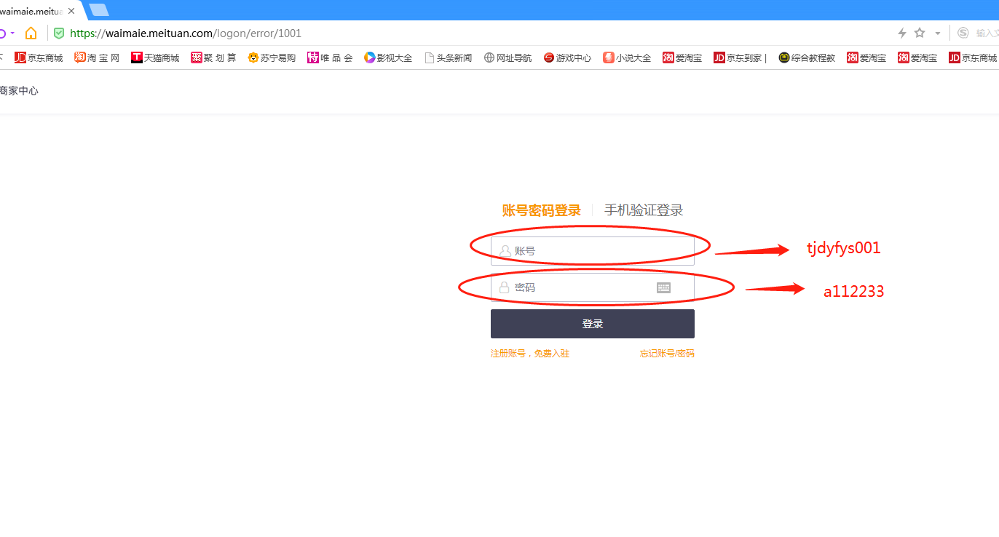 waimaie.meitua
https://waimaie.meituan.com/logon/error/1001
输入文
京东商城 淘 宝 网 天猫商城 聚 划 算 苏宁易购 唯 品 会 影视大全 头条新闻 网址导航 游戏中心 小说大全 爱淘宝 京东到家 | 综合教程教 爱淘宝 爱淘宝 京东商城
商家中心
账号密码登录 手机验证登录
账号 tjdyfys001
密码 a112233
登录
注册账号，免费入驻 忘记账号/密码